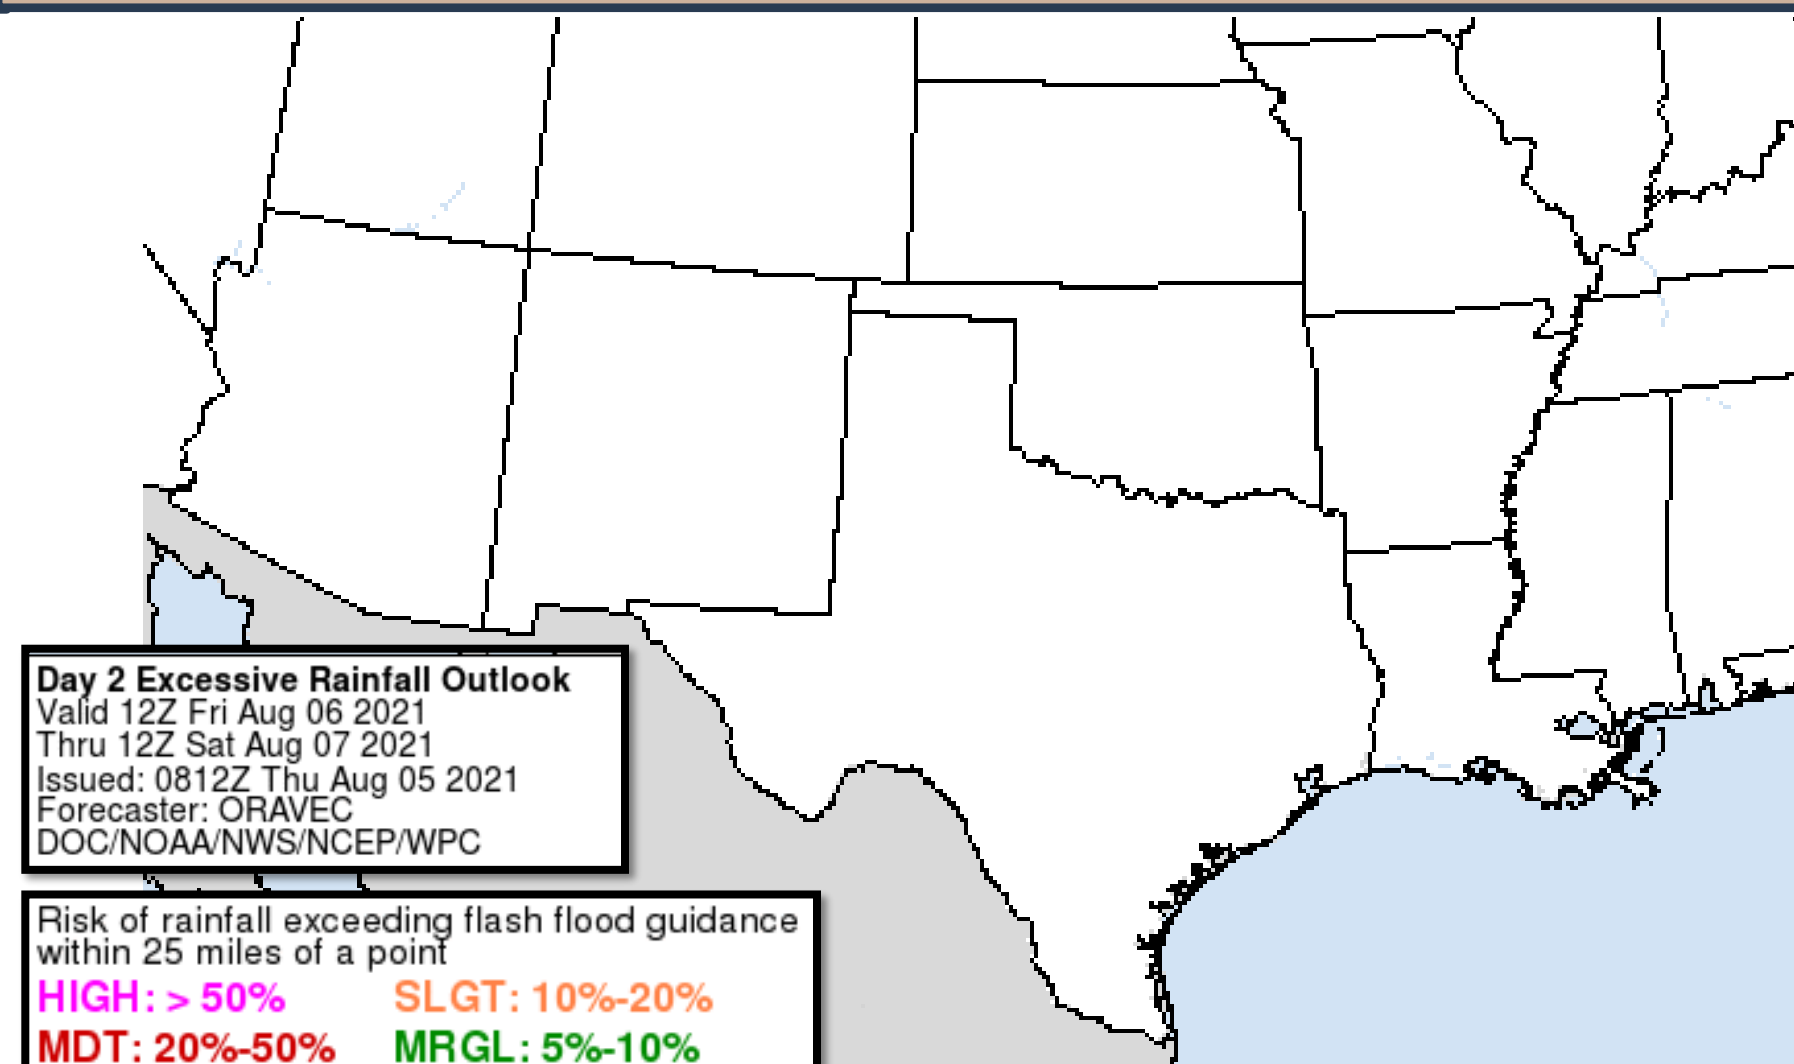 Day 2 Excessive Rainfall Outlook
Valid 12Z Fri Aug 06 2021
Thru 12Z Sat Aug 07 2021
Issued: 0812Z Thu Aug 05 2021
Forecaster: ORAVEC
DOC/NOAA/NWS/NCEP/WPC
Risk of rainfall exceeding flash flood guidance
within 25 miles of a point
HIGH: > 50% SLGT: 10%-20%
MDT: 20%-50% MRGL: 5%-10%